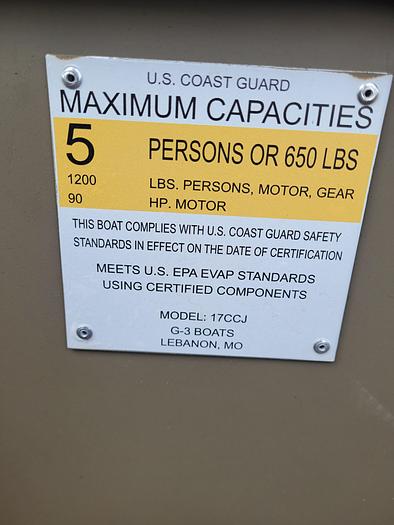 U.S. COAST GUARD
MAXIMUM CAPACITIES
5 PERSONS OR 650 LBS
1200 LBS. PERSONS, MOTOR, GEAR
90 HP. MOTOR
THIS BOAT COMPLIES WITH U.S. COAST GUARD SAFETY
STANDARDS IN EFFECT ON THE DATE OF CERTIFICATION
MEETS U.S. EPA EVAP STANDARDS
USING CERTIFIED COMPONENTS
MODEL: 17CCJ
G-3 BOATS
LEBANON, MO